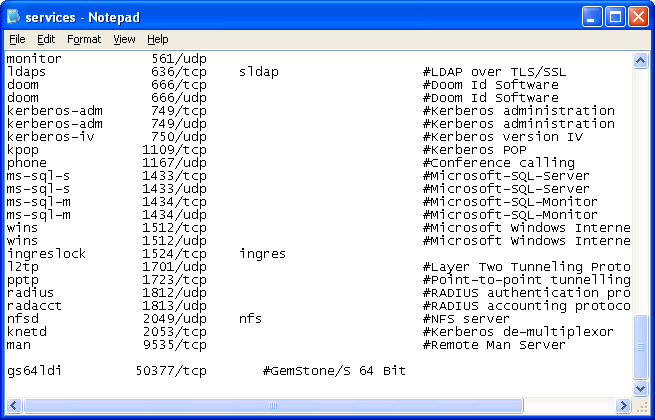 services - Notepad
File Edit Format View Help
monitor 561/udp
ldaps 636/tcp sldap #LDAP over TLS/SSL
doom 666/tcp #Doom Id Software
doom 666/udp #Doom Id Software
kerberos-adm 749/tcp #Kerberos administration
kerberos-adm 749/udp #Kerberos administration
kerberos-iv 750/udp #Kerberos version IV
kpop 1109/tcp #Kerberos POP
phone 1167/udp #Conference calling
ms-sql-s 1433/tcp #Microsoft-SQL-Server
ms-sql-s 1433/udp #Microsoft-SQL-Server
ms-sql-m 1434/tcp #Microsoft-SQL-Monitor
ms-sql-m 1434/udp #Microsoft-SQL-Monitor
wins 1512/tcp #Microsoft Windows Interne
wins 1512/udp #Microsoft Windows Interne
ingreslock 1524/tcp ingres
l2tp 1701/udp #Layer Two Tunneling Proto
pptp 1723/tcp #Point-to-point tunnelling
radius 1812/udp #RADIUS authentication pro
radacct 1813/udp #RADIUS accounting protoco
nfsd 2049/udp nfs #NFS server
knetd 2053/tcp #Kerberos de-multiplexor
man 9535/tcp #Remote Man Server
gs64ldi 50377/tcp #GemStone/S 64 Bit